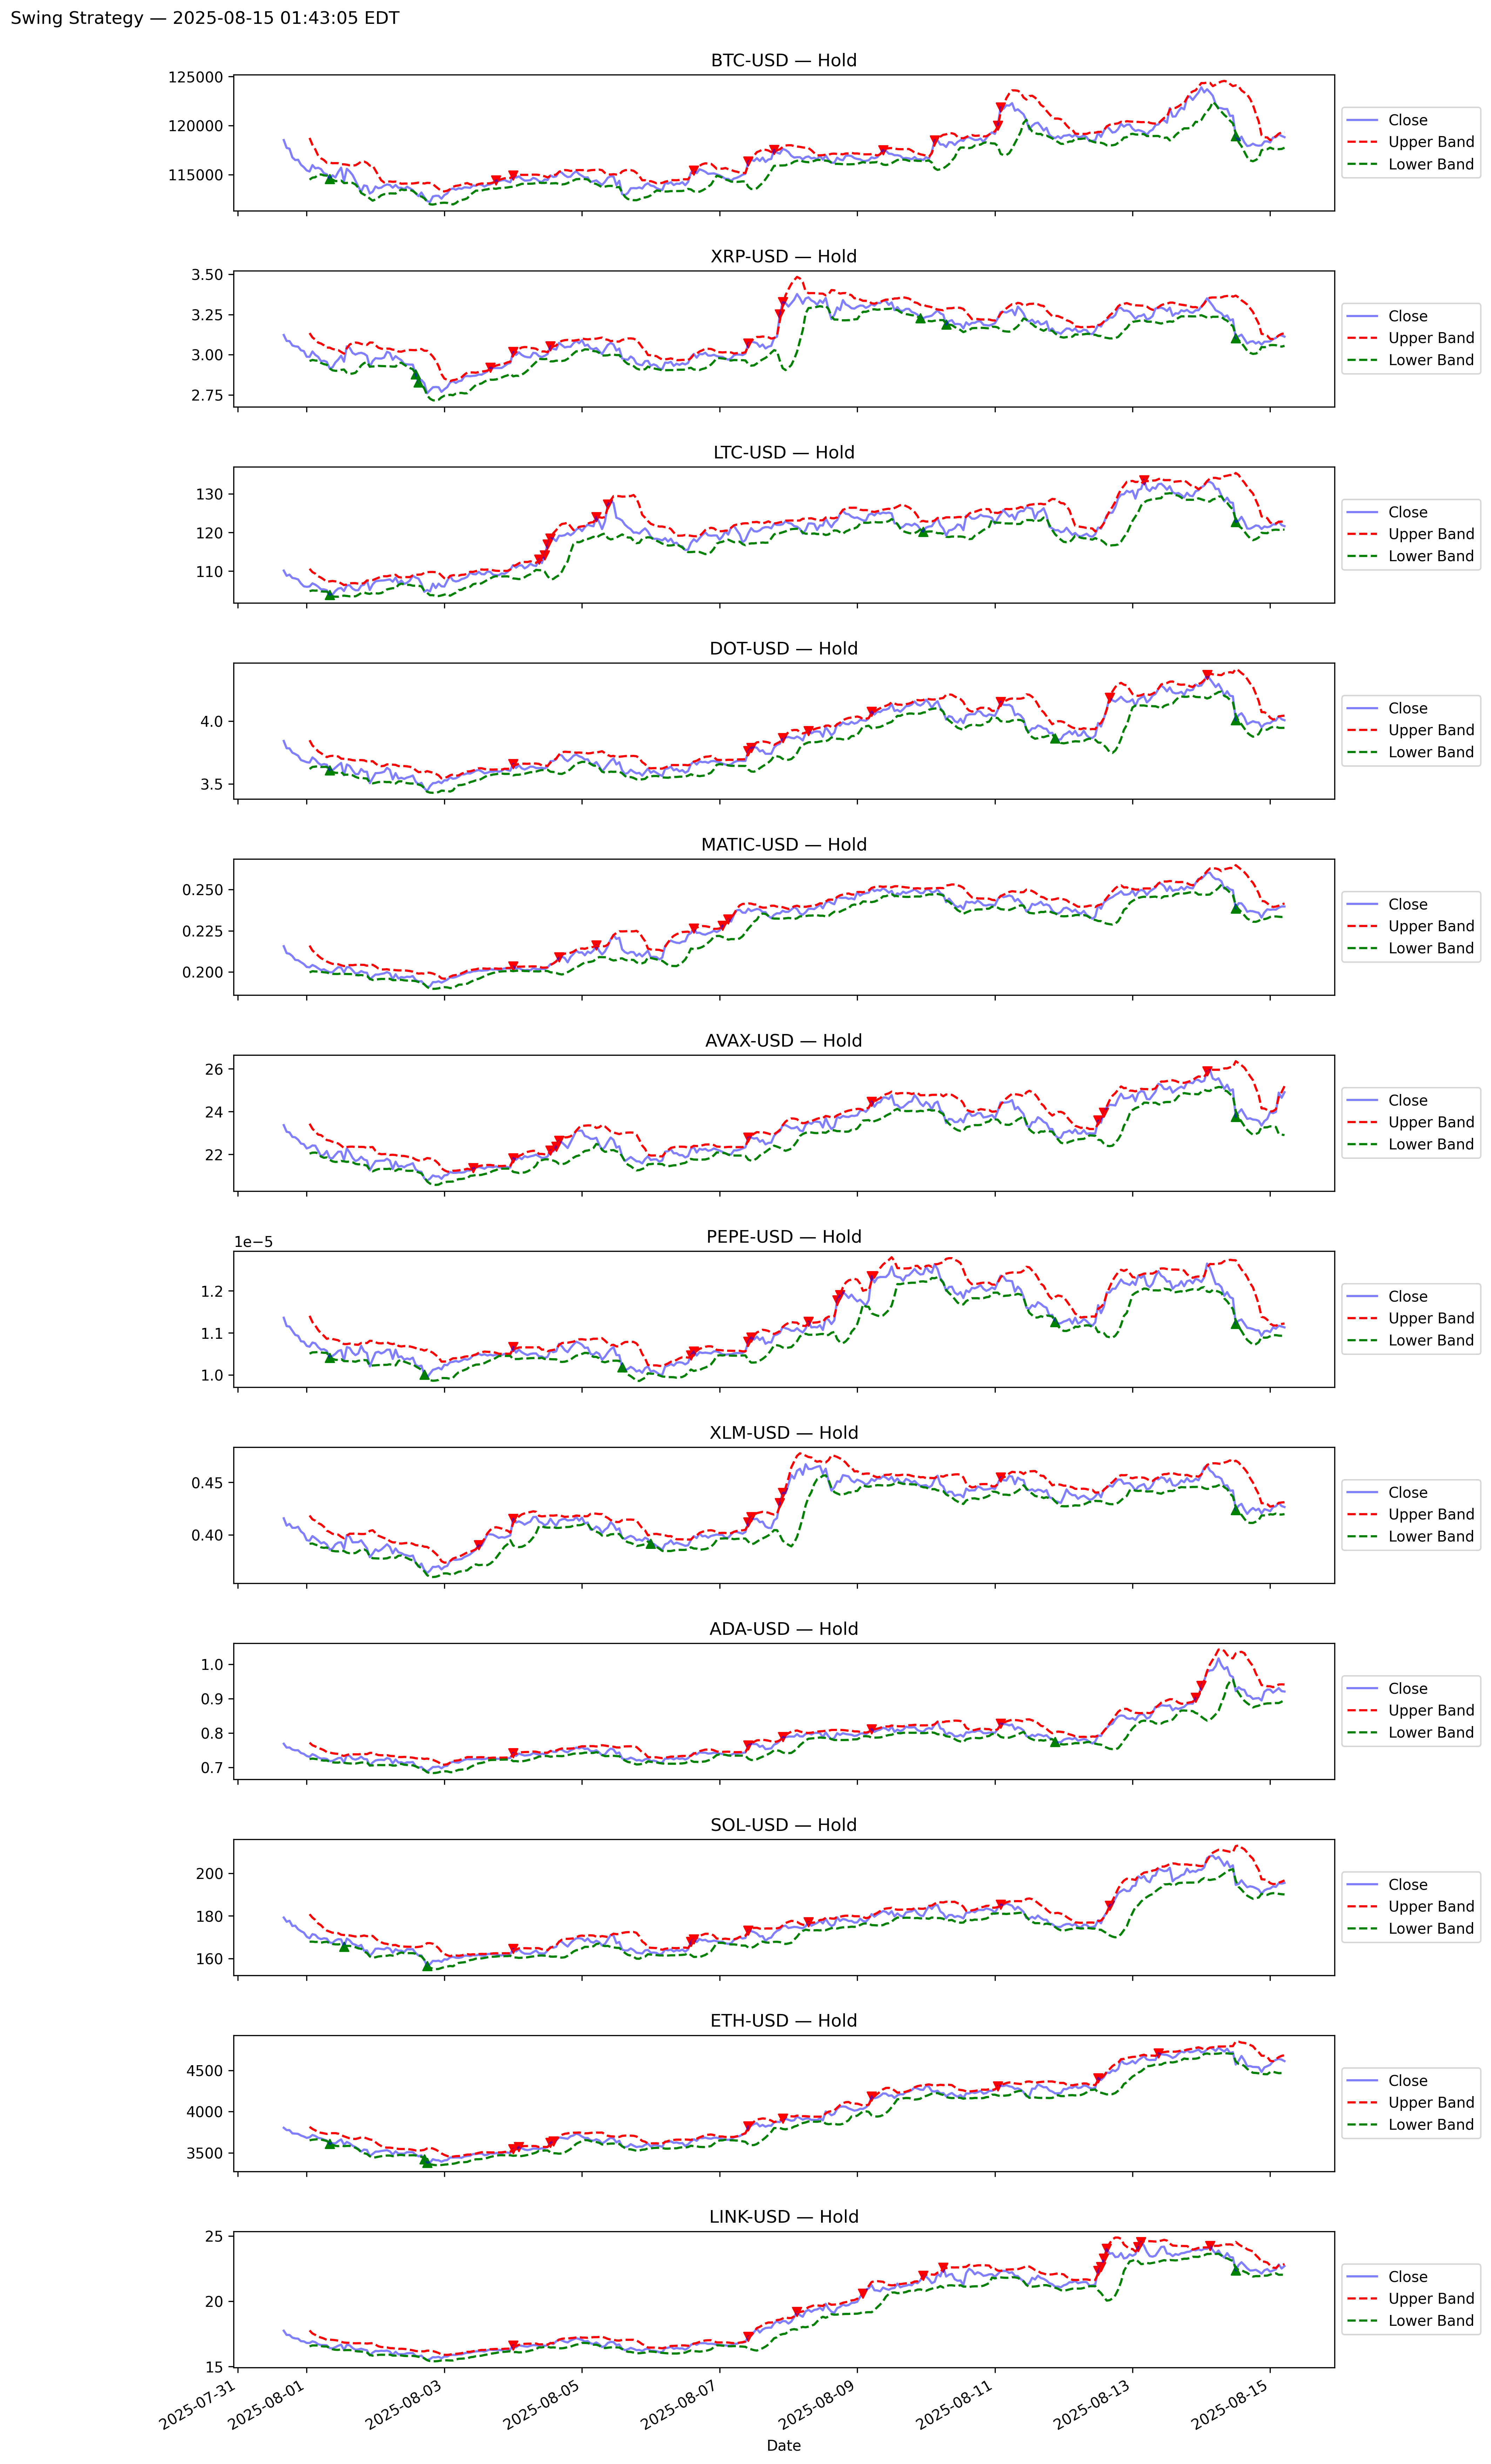 Swing Strategy — 2025-08-15 01:43:05 EDT
BTC-USD — Hold
125000
120000
115000
Close
Upper Band
Lower Band
XRP-USD — Hold
3.50
3.25
3.00
2.75
Close
Upper Band
Lower Band
LTC-USD — Hold
130
120
110
Close
Upper Band
Lower Band
DOT-USD — Hold
4.0
3.5
Close
Upper Band
Lower Band
MATIC-USD — Hold
0.250
0.225
0.200
Close
Upper Band
Lower Band
AVAX-USD — Hold
26
24
22
Close
Upper Band
Lower Band
PEPE-USD — Hold
1e−5
1.2
1.1
1.0
Close
Upper Band
Lower Band
XLM-USD — Hold
0.45
0.40
Close
Upper Band
Lower Band
ADA-USD — Hold
1.0
0.9
0.8
0.7
Close
Upper Band
Lower Band
SOL-USD — Hold
200
180
160
Close
Upper Band
Lower Band
ETH-USD — Hold
4500
4000
3500
Close
Upper Band
Lower Band
LINK-USD — Hold
25
20
15
Close
Upper Band
Lower Band
2025-07-31
2025-08-01
2025-08-03
2025-08-05
2025-08-07
2025-08-09
2025-08-11
2025-08-13
2025-08-15
Date